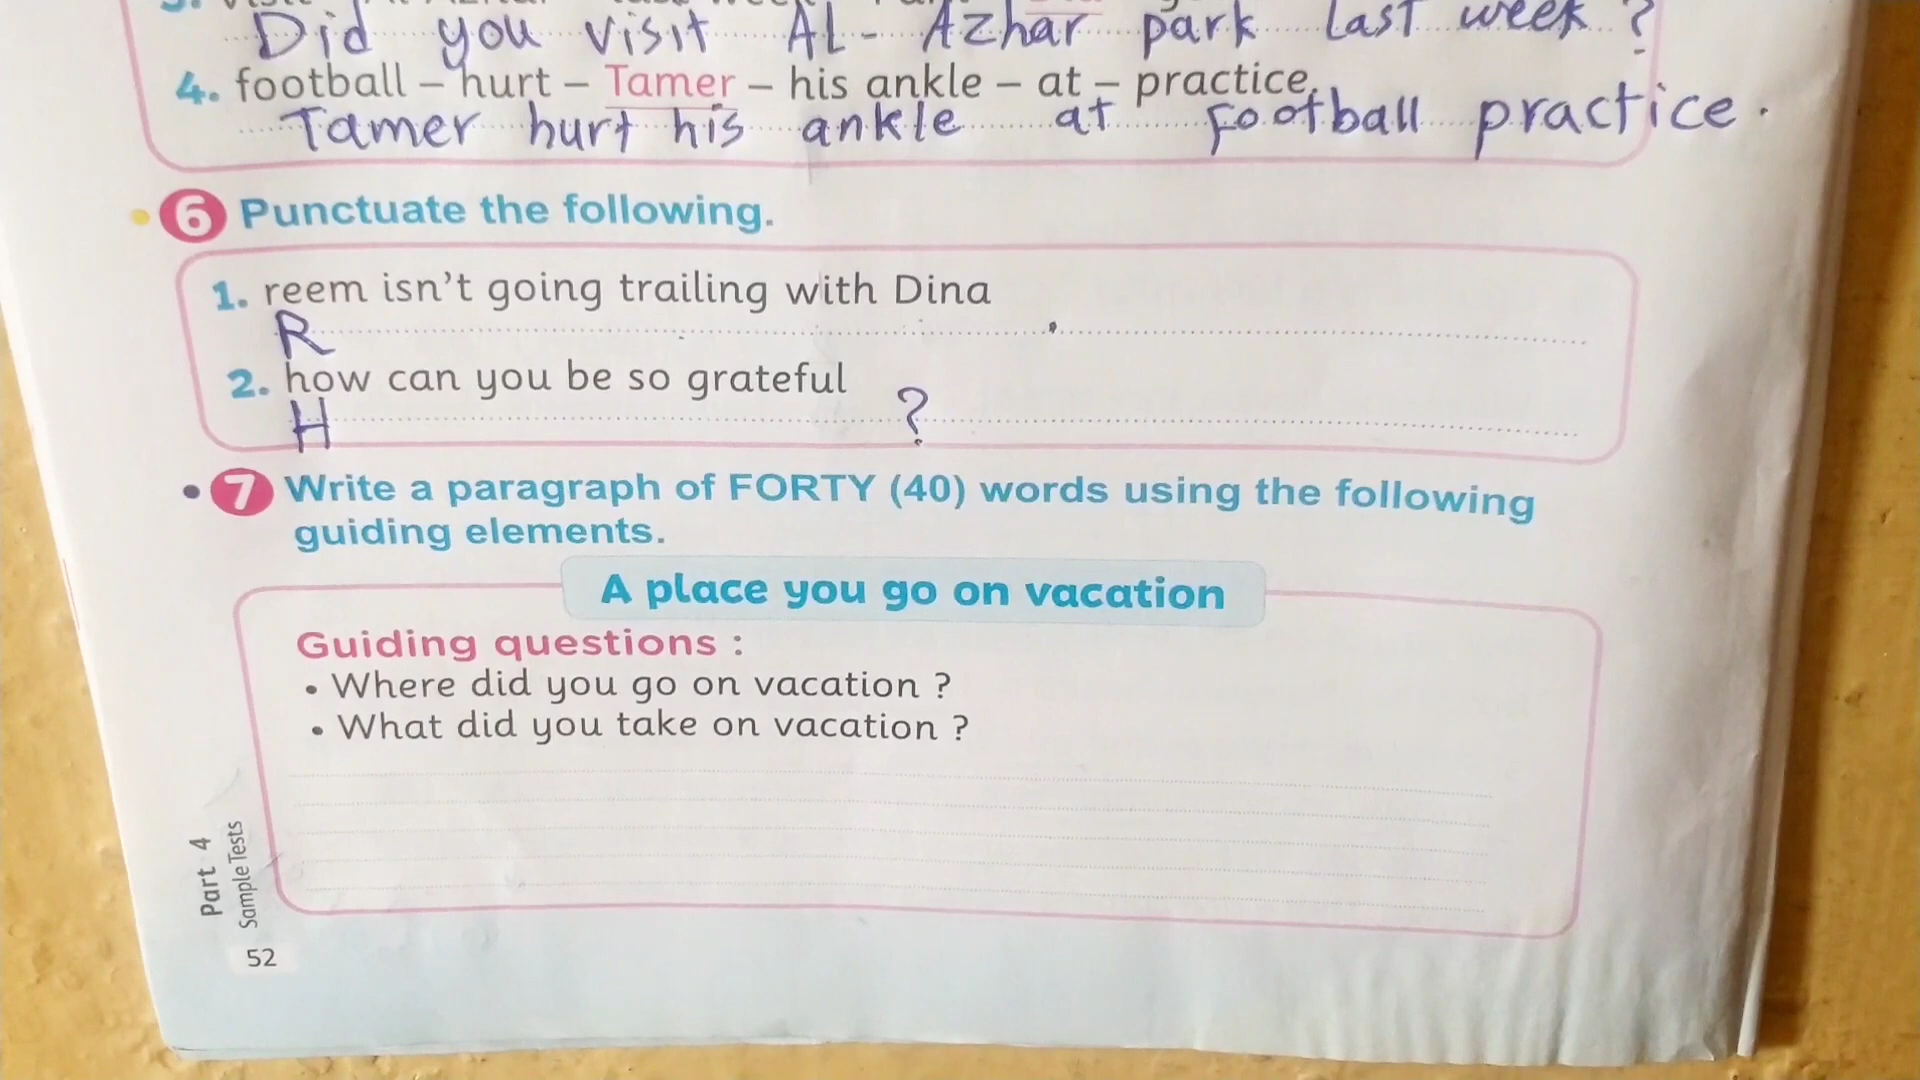 Did you visit AL-Azhar park last week ?
4. football – hurt – Tamer – his ankle – at – practice.
Tamer hurt his ankle at Football practice.
6 Punctuate the following.
1. reem isn't going trailing with Dina
R .
2. how can you be so grateful
H ?
7 Write a paragraph of FORTY (40) words using the following
guiding elements.
A place you go on vacation
Guiding questions :
• Where did you go on vacation ?
• What did you take on vacation ?
Part 4
Sample Tests
52